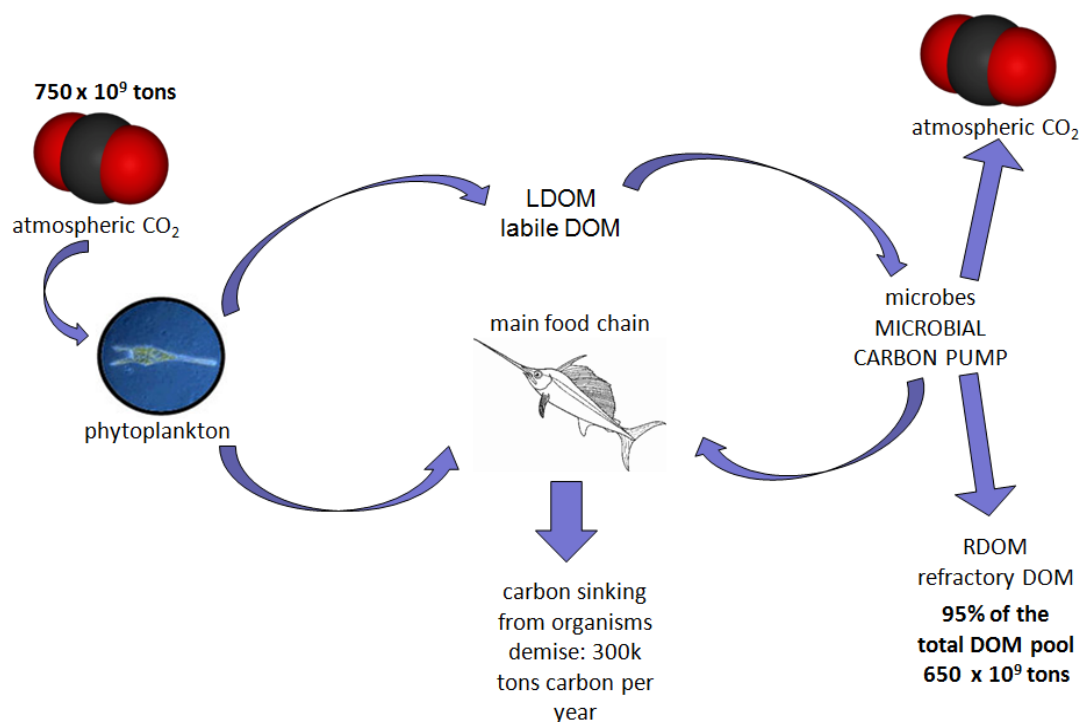 750 x 10⁹ tons
atmospheric CO₂
phytoplankton
LDOM
labile DOM
main food chain
carbon sinking
from organisms
demise: 300k
tons carbon per
year
atmospheric CO₂
microbes
MICROBIAL
CARBON PUMP
RDOM
refractory DOM
95% of the
total DOM pool
650 x 10⁹ tons